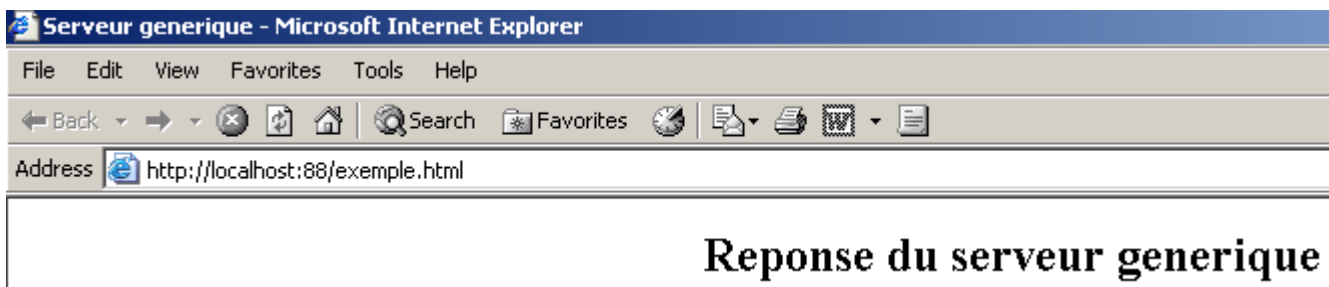 Serveur generique - Microsoft Internet Explorer
File Edit View Favorites Tools Help
Back Search Favorites
Address http://localhost:88/exemple.html
Reponse du serveur generique